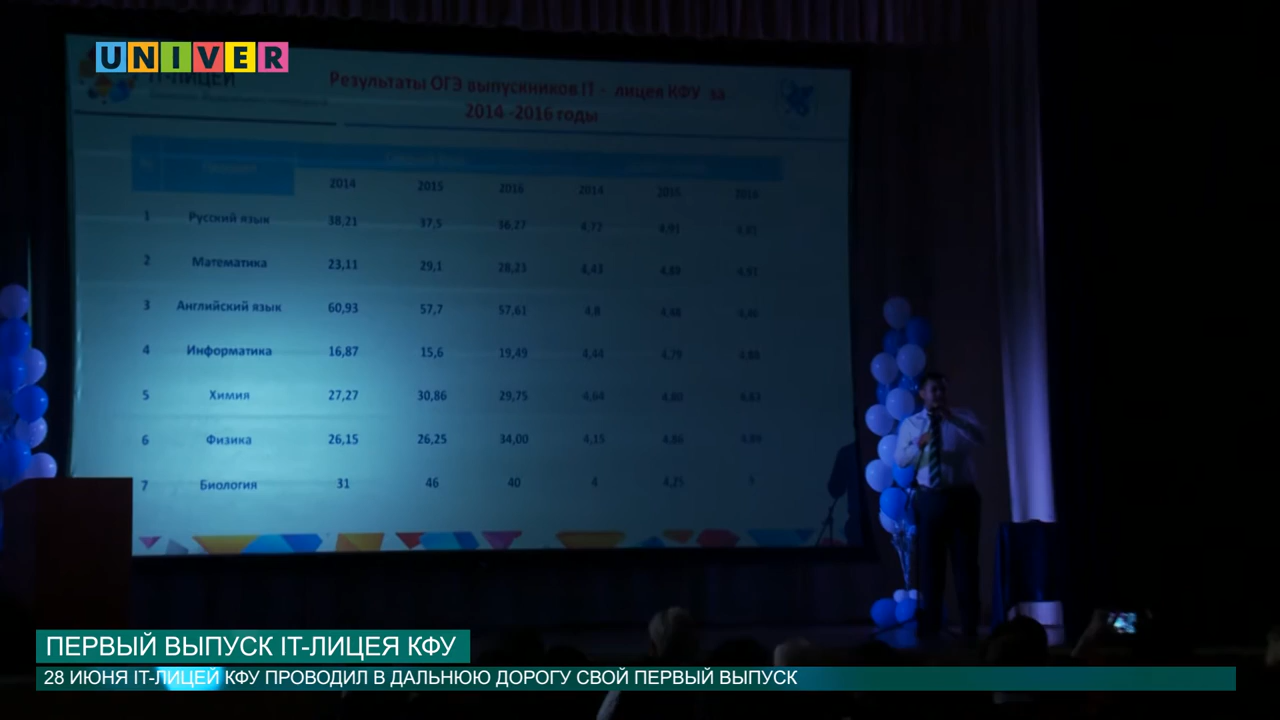 UNIVER
IT-ЛИЦЕЙ
Результаты ОГЭ выпускников IT - лицея КФУ за
2014 -2016 годы
2014 2015 2016 2014 2015 2016
1 Русский язык 38,21 37,5 36,27 4,77 4,91
2 Математика 23,11 29,1 28,23 4,43
3 Английский язык 60,93 57,7 57,61 4,8
4 Информатика 16,87 15,6 19,49 4,44 4,79
5 Химия 27,27 30,86 29,75 4,64
6 Физика 26,15 26,25 34,00 4,15
7 Биология 31 46 40 4 4,25
ПЕРВЫЙ ВЫПУСК IT-ЛИЦЕЯ КФУ
28 ИЮНЯ IT-ЛИЦЕЙ КФУ ПРОВОДИЛ В ДАЛЬНЮЮ ДОРОГУ СВОЙ ПЕРВЫЙ ВЫПУСК